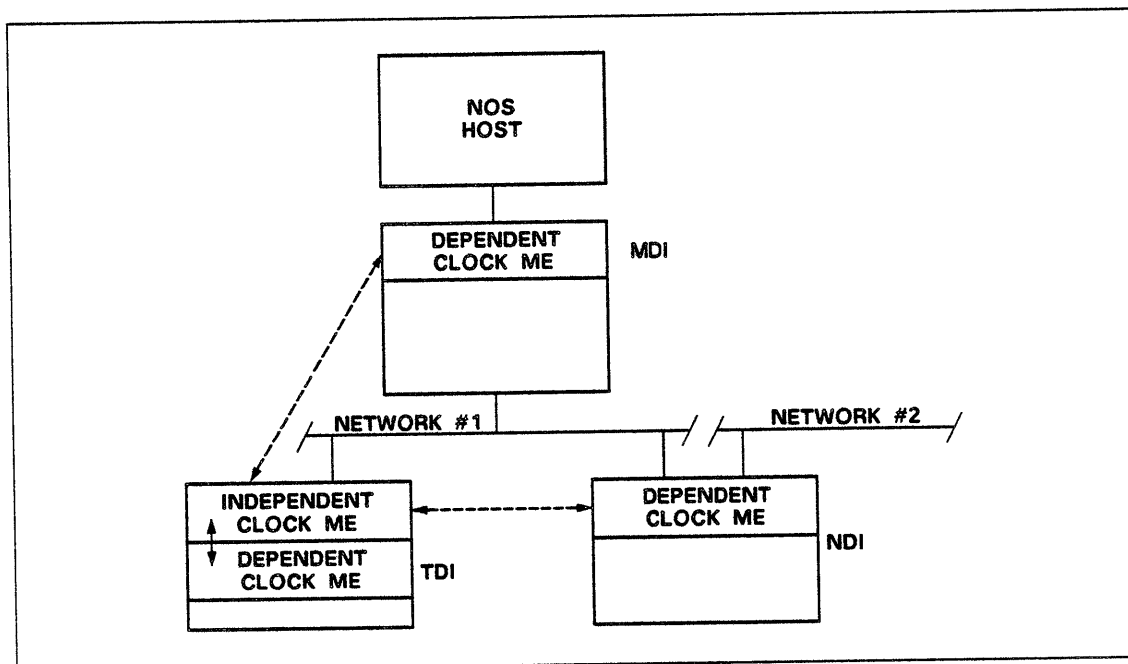 NOS
HOST
DEPENDENT
CLOCK ME
MDI
NETWORK #1
NETWORK #2
INDEPENDENT
CLOCK ME
DEPENDENT
CLOCK ME
TDI
DEPENDENT
CLOCK ME
NDI